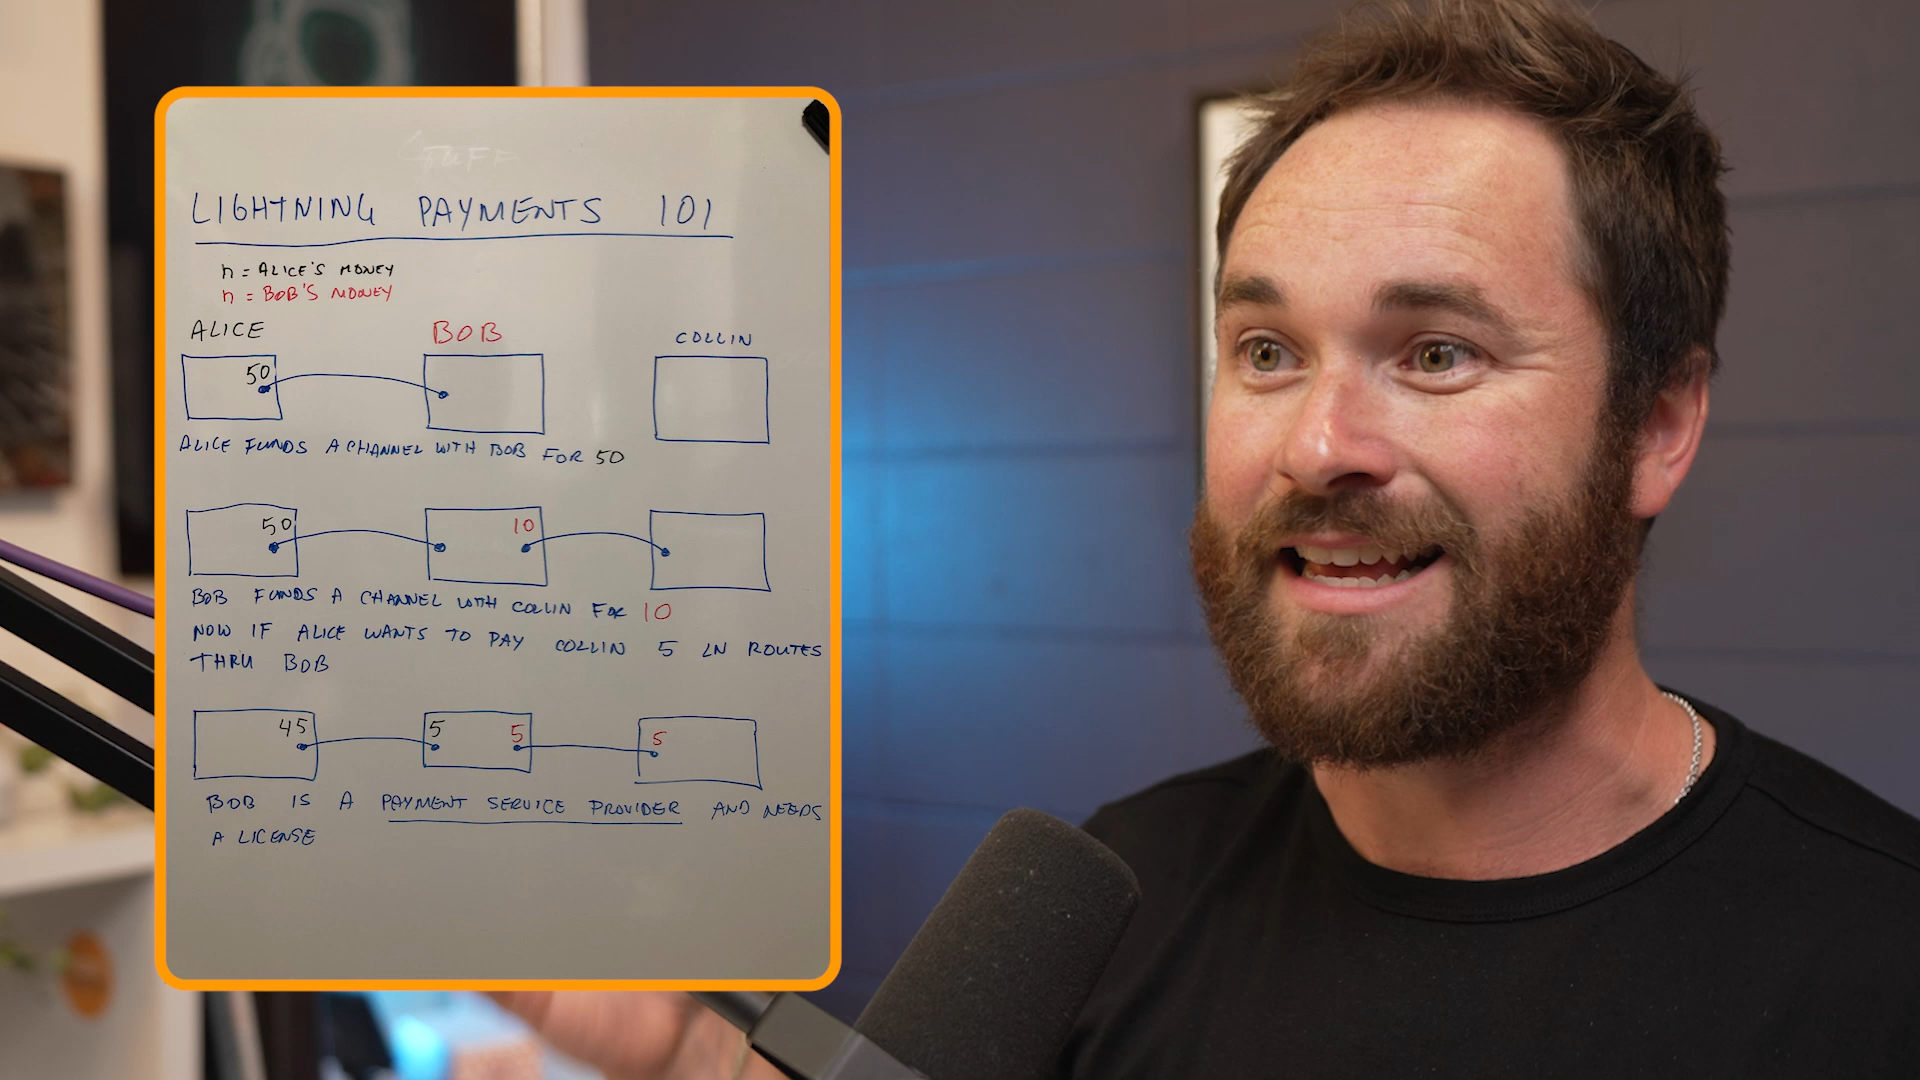 LIGHTNING PAYMENTS 101
n = ALICE'S MONEY
n = BOB'S MONEY
ALICE BOB COLLIN
50
ALICE FUNDS A CHANNEL WITH BOB FOR 50
50 10
BOB FUNDS A CHANNEL WITH COLLIN FOR 10
NOW IF ALICE WANTS TO PAY COLLIN 5 LN ROUTES
THRU BOB
45 5 5 5
BOB IS A PAYMENT SERVICE PROVIDER AND NEEDS
A LICENSE